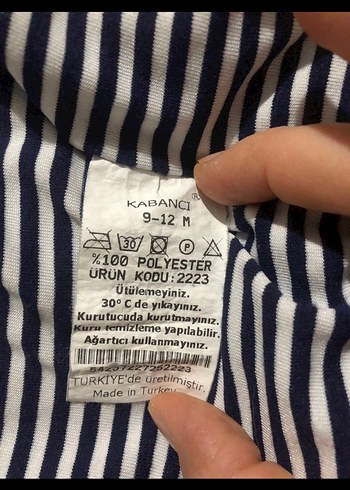 KABANCI®
9-12 M
30 P
%100 POLYESTER
ÜRÜN KODU:2223
Ütülemeyiniz.
30°C de yıkayınız.
Kurutucuda kurutmayınız.
Kuru temizleme yapılabilir.
Ağartıcı kullanmayınız.
TÜRKİYE'de üretilmiştir.
Made in Turkey